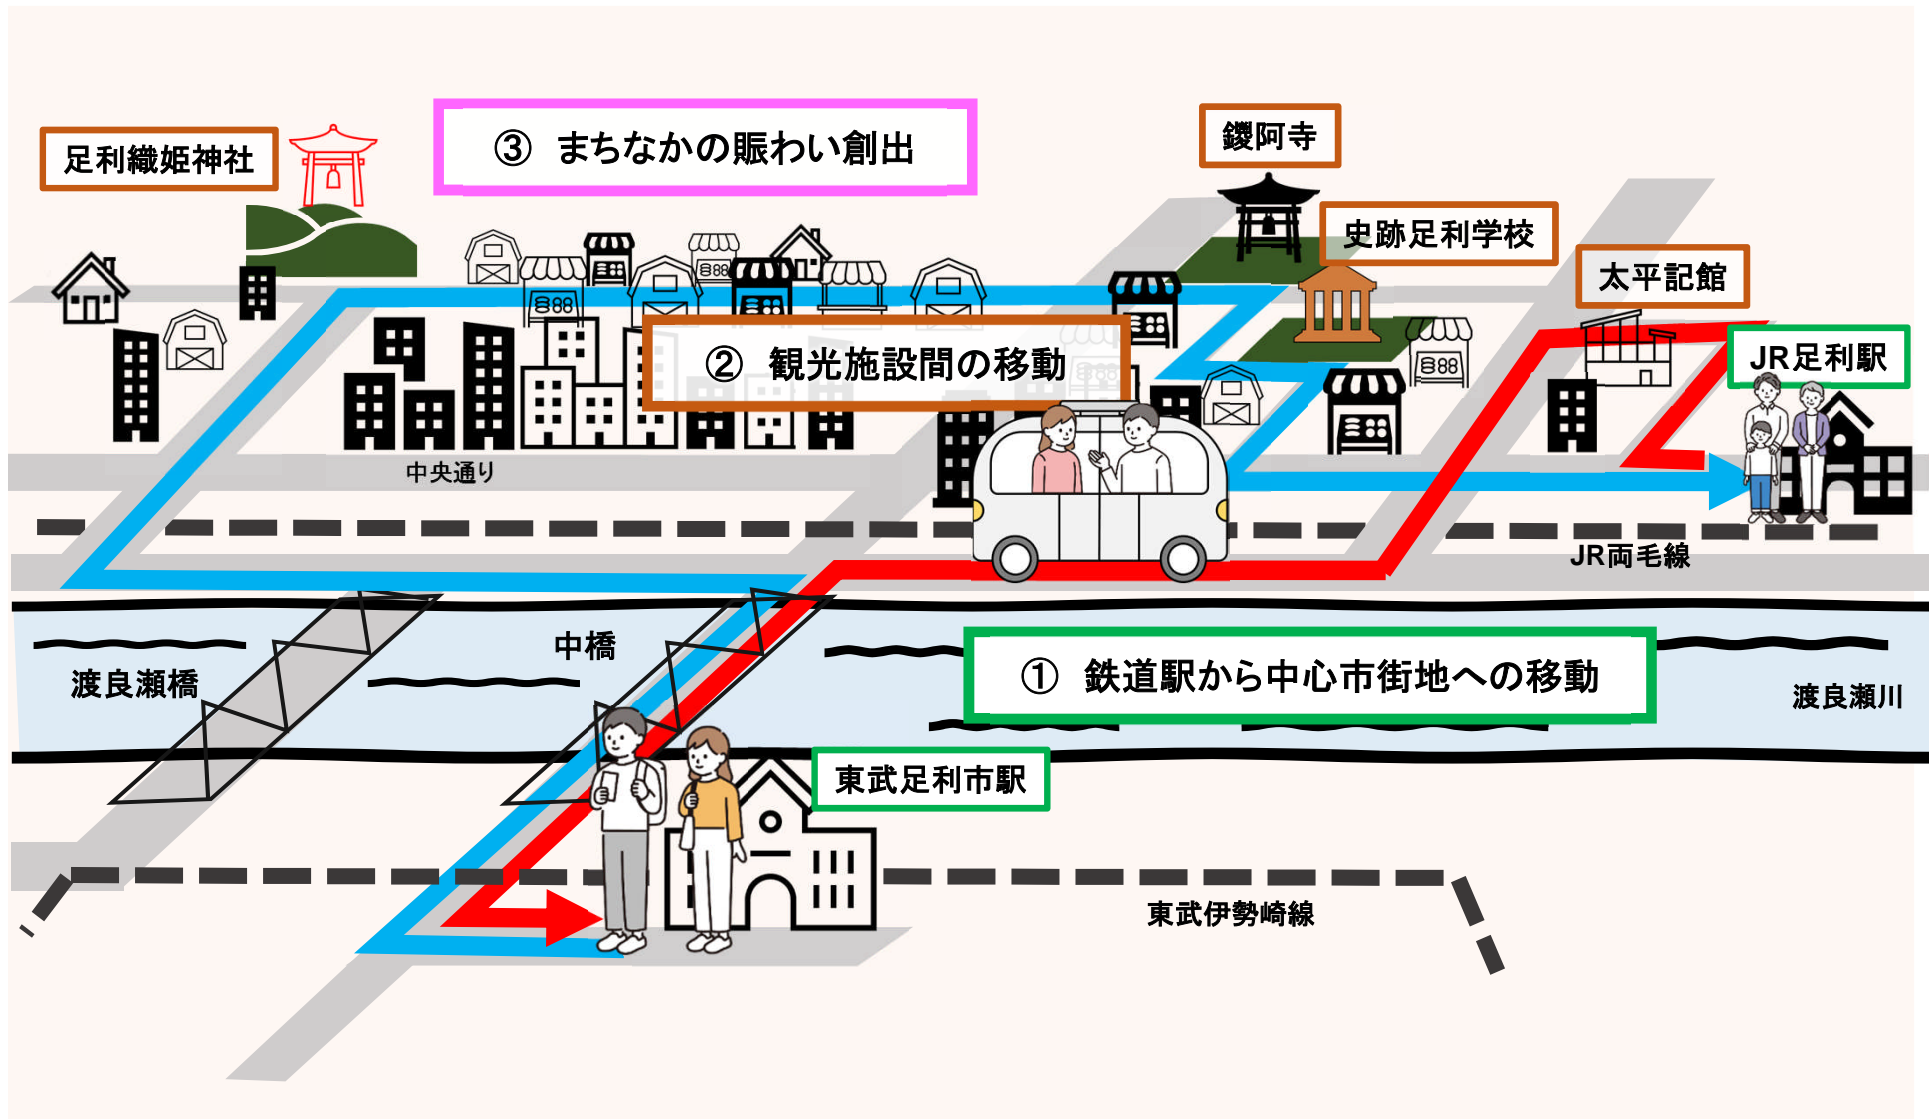 ③ まちなかの賑わい創出
鑁阿寺
足利織姫神社
史跡足利学校
太平記館
JR足利駅
② 観光施設間の移動
中央通り
JR両毛線
中橋
渡良瀬橋
① 鉄道駅から中心市街地への移動
渡良瀬川
東武足利市駅
東武伊勢崎線